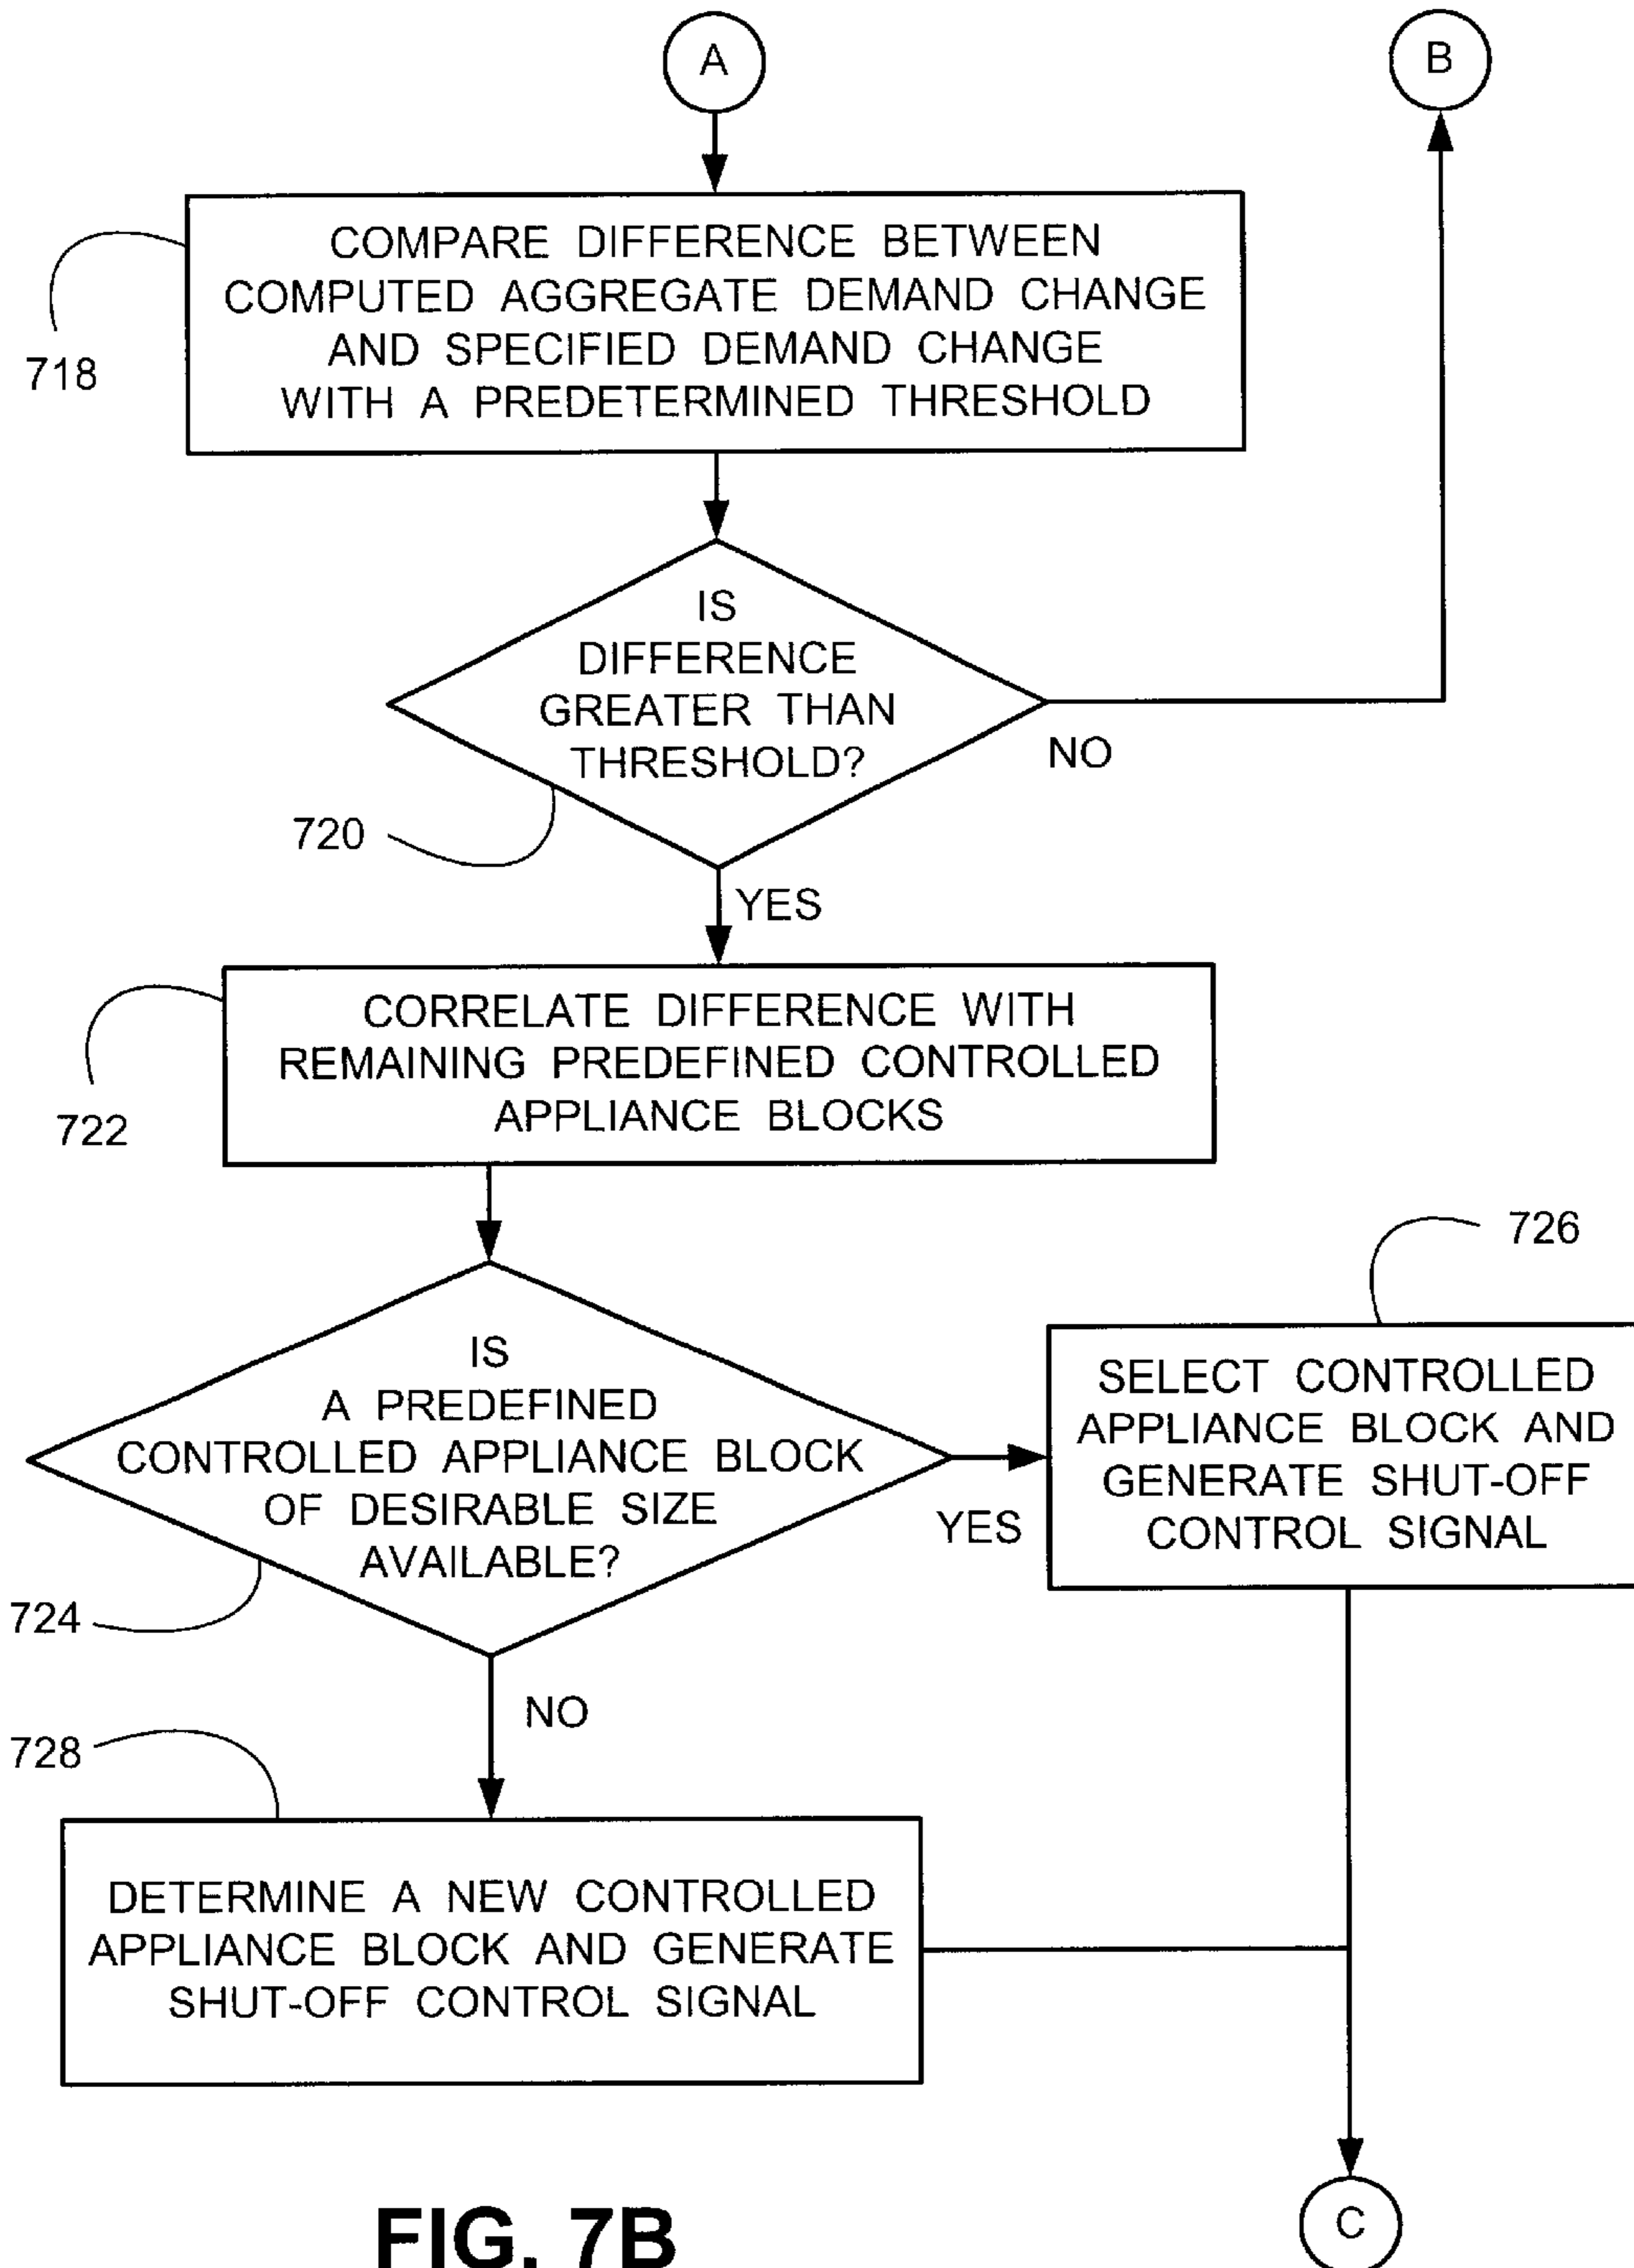 A
B
COMPARE DIFFERENCE BETWEEN
COMPUTED AGGREGATE DEMAND CHANGE
AND SPECIFIED DEMAND CHANGE
WITH A PREDETERMINED THRESHOLD
718
IS
DIFFERENCE
GREATER THAN
THRESHOLD?
NO
720
YES
CORRELATE DIFFERENCE WITH
REMAINING PREDEFINED CONTROLLED
APPLIANCE BLOCKS
722
726
IS
A PREDEFINED
CONTROLLED APPLIANCE BLOCK
OF DESIRABLE SIZE
AVAILABLE?
YES
SELECT CONTROLLED
APPLIANCE BLOCK AND
GENERATE SHUT-OFF
CONTROL SIGNAL
724
NO
728
DETERMINE A NEW CONTROLLED
APPLIANCE BLOCK AND GENERATE
SHUT-OFF CONTROL SIGNAL
C
FIG. 7B